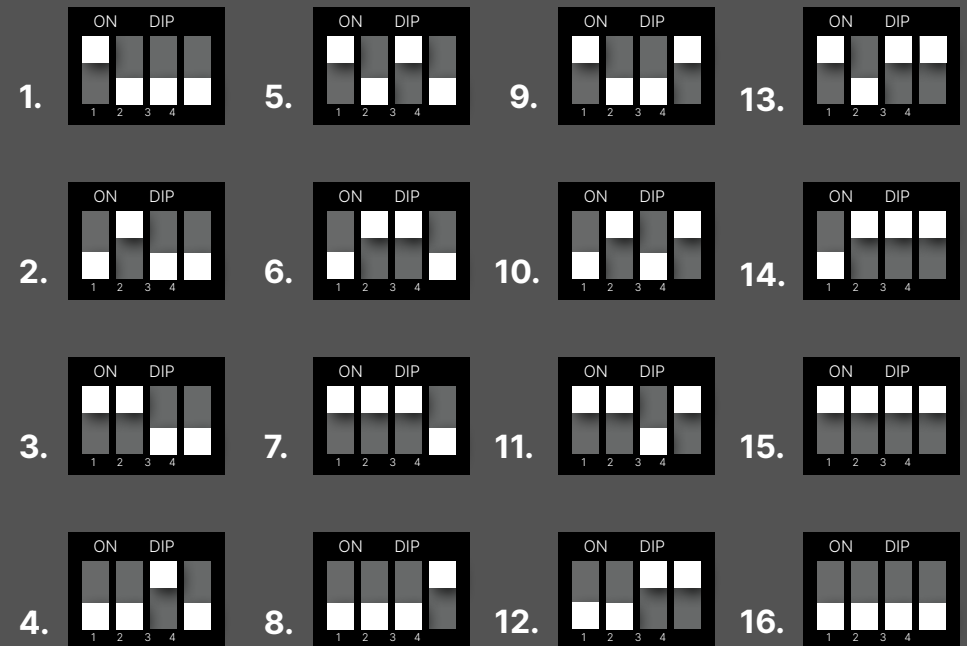 ON DIP
1.
1 2 3 4
ON DIP
5.
1 2 3 4
ON DIP
9.
1 2 3 4
ON DIP
13.
1 2 3 4
ON DIP
2.
1 2 3 4
ON DIP
6.
1 2 3 4
ON DIP
10.
1 2 3 4
ON DIP
14.
1 2 3 4
ON DIP
3.
1 2 3 4
ON DIP
7.
1 2 3 4
ON DIP
11.
1 2 3 4
ON DIP
15.
1 2 3 4
ON DIP
4.
1 2 3 4
ON DIP
8.
1 2 3 4
ON DIP
12.
1 2 3 4
ON DIP
16.
1 2 3 4